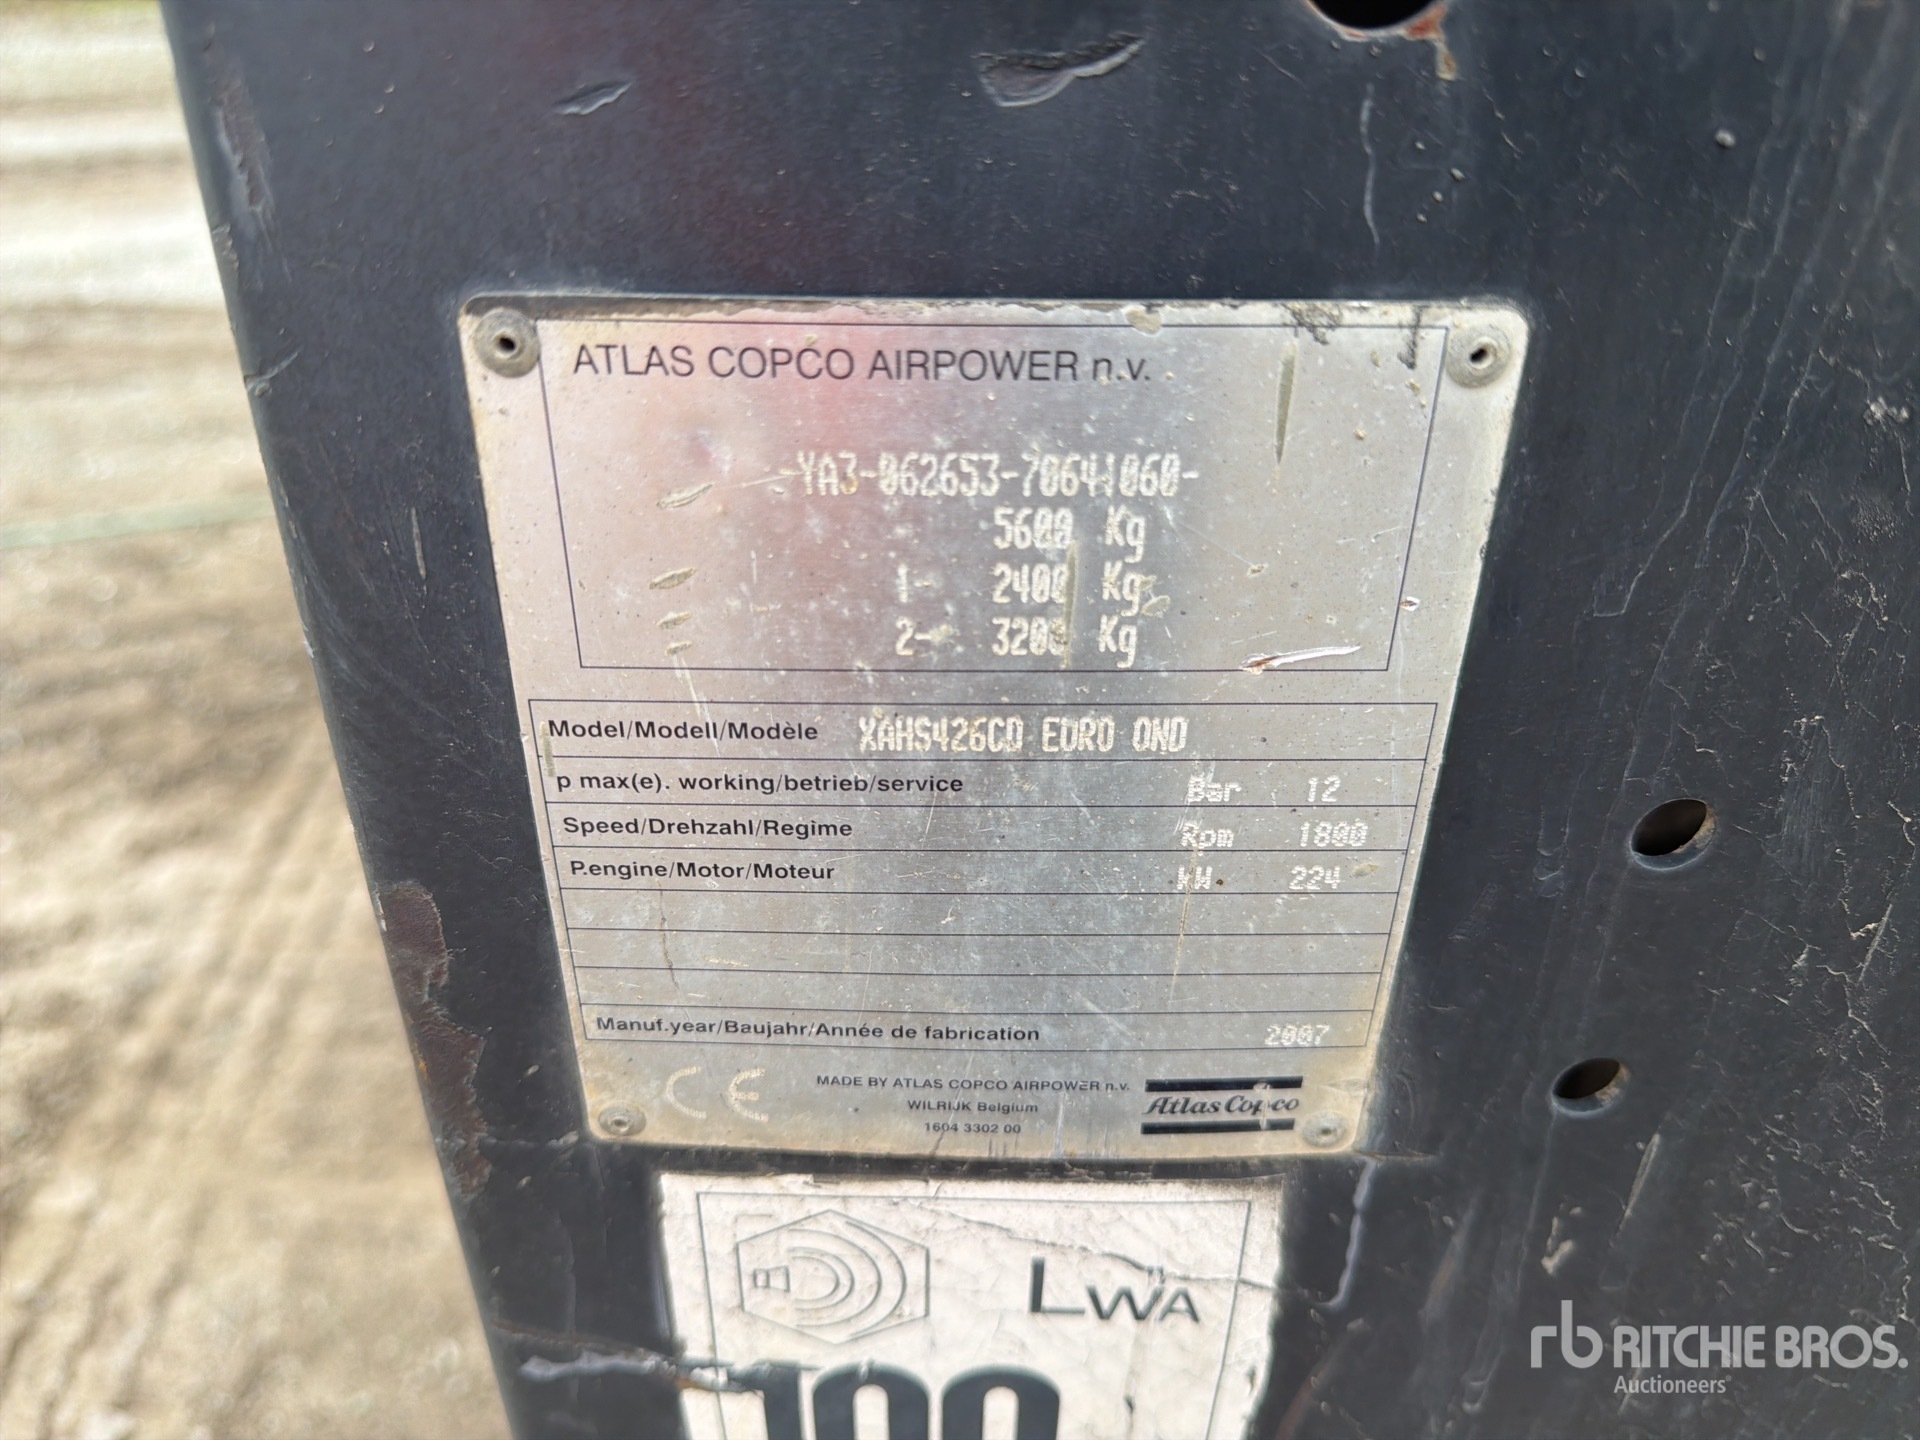 ATLAS COPCO AIRPOWER n.v.
-YA3-062653-70641060-
5600 Kg
1- 2400 Kg
2- 3200 Kg
Model/Modell/Modèle XAHS426CD EURO OND
p max(e). working/betrieb/service Bar 12
Speed/Drehzahl/Regime Rpm 1800
P.engine/Motor/Moteur kW 224
Manuf.year/Baujahr/Année de fabrication 2007
CE
MADE BY ATLAS COPCO AIRPOWER n.v.
WILRIJK Belgium
1604 3302 00
Atlas Copco
LWA
100
rb RITCHIE BROS.
Auctioneers